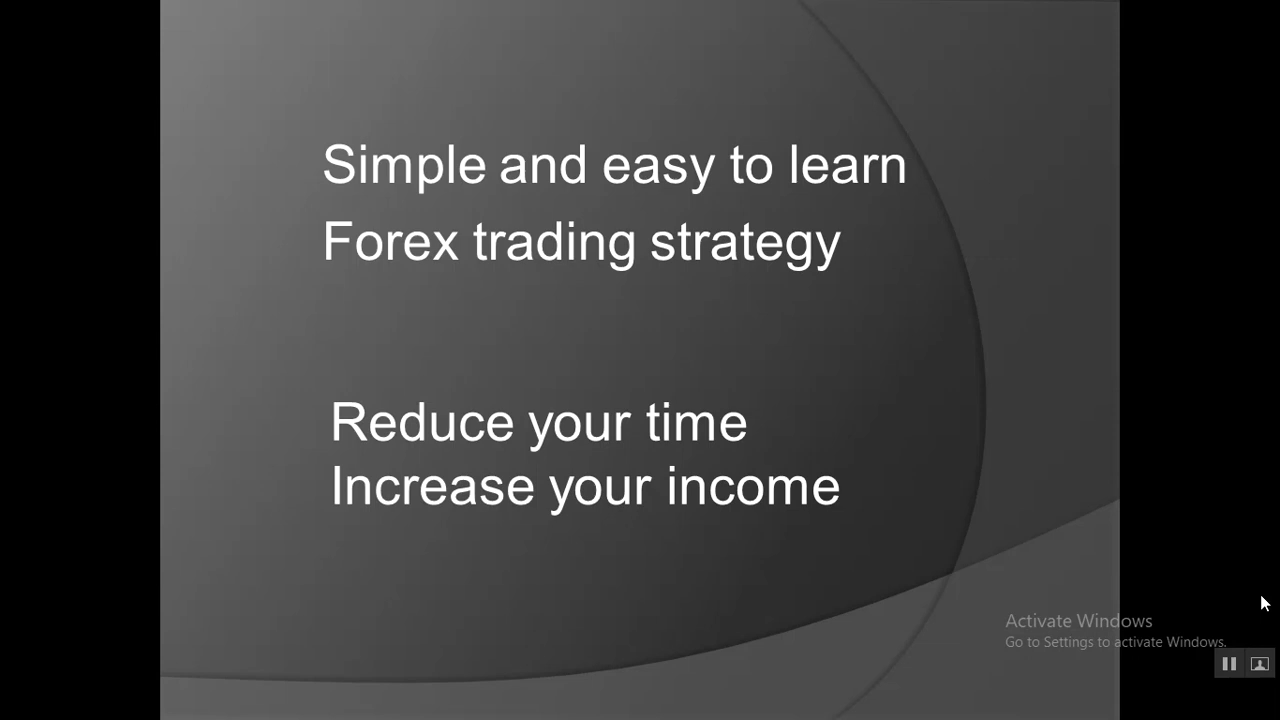 Simple and easy to learn
Forex trading strategy
Reduce your time
Increase your income
Activate Windows
Go to Settings to activate Windows.